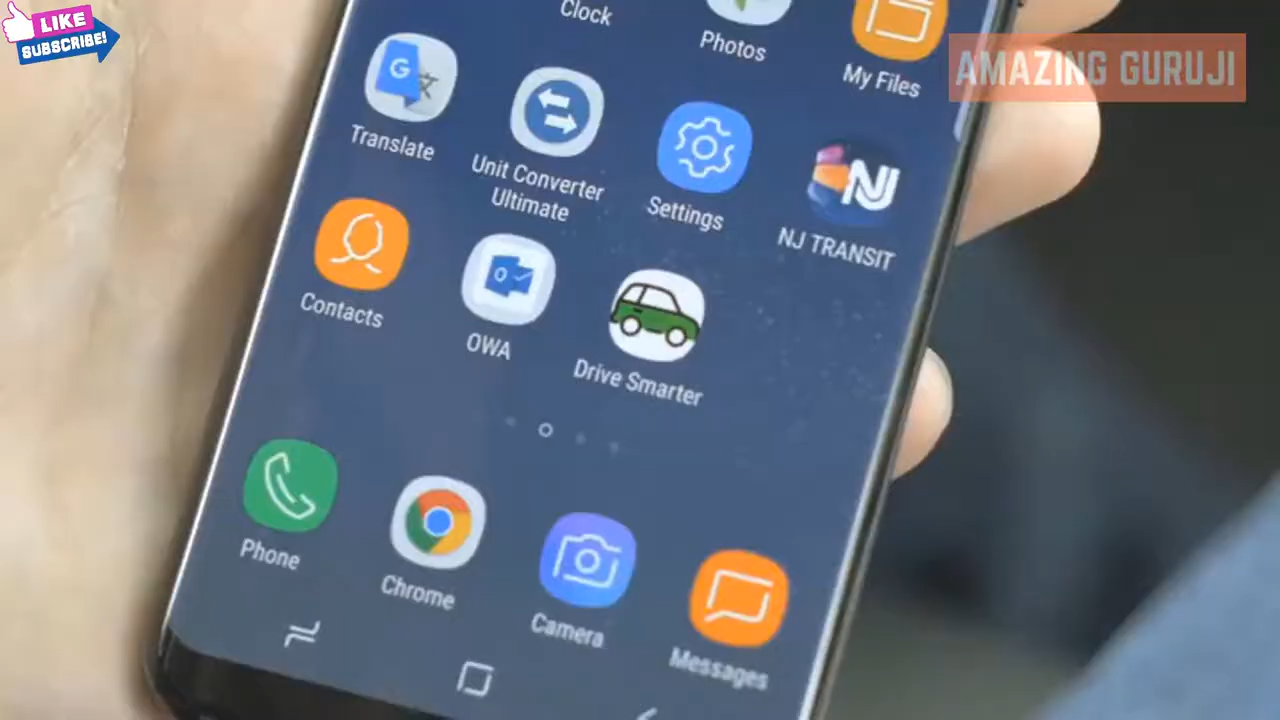 LIKE
SUBSCRIBE!
AMAZING GURUJI
Clock
Photos
My Files
G
Translate
Unit Converter
Ultimate
Settings
NJ
NJ TRANSIT
Contacts
OWA
Drive Smarter
Phone
Chrome
Camera
Messages